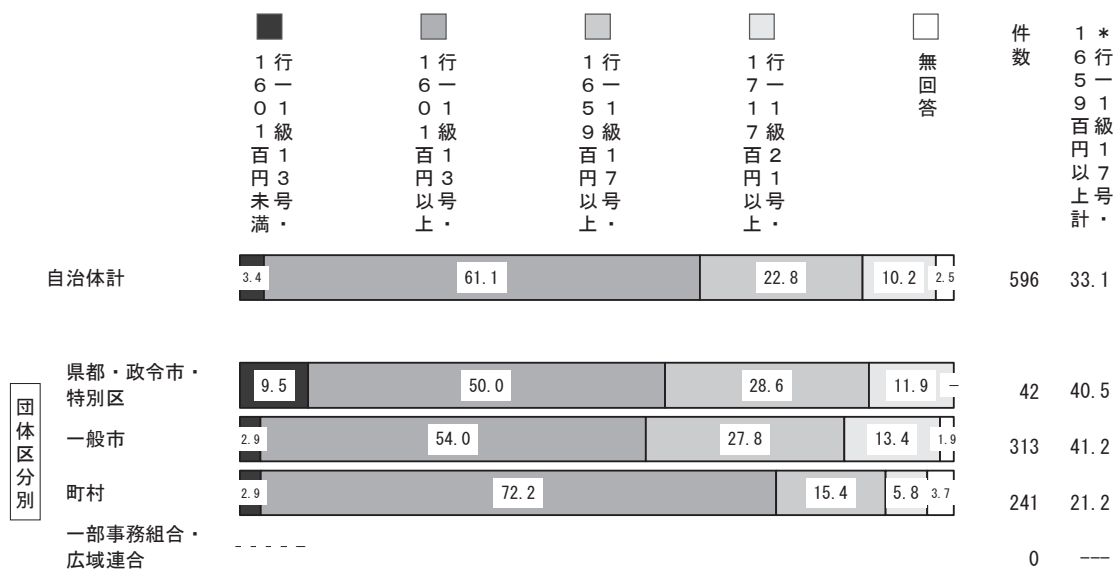 行一1級13号・
1601百円未満
行一1級13号・
1601百円以上
行一1級17号・
1659百円以上
行一1級21号・
1717百円以上
無回答
件数
*行一1級17号・
1659百円以上計
自治体計
3.4
61.1
22.8
10.2
2.5
596
33.1
団体区分別
県都・政令市・
特別区
9.5
50.0
28.6
11.9
-
42
40.5
一般市
2.9
54.0
27.8
13.4
1.9
313
41.2
町村
2.9
72.2
15.4
5.8
3.7
241
21.2
一部事務組合・
広域連合
-----
0
---